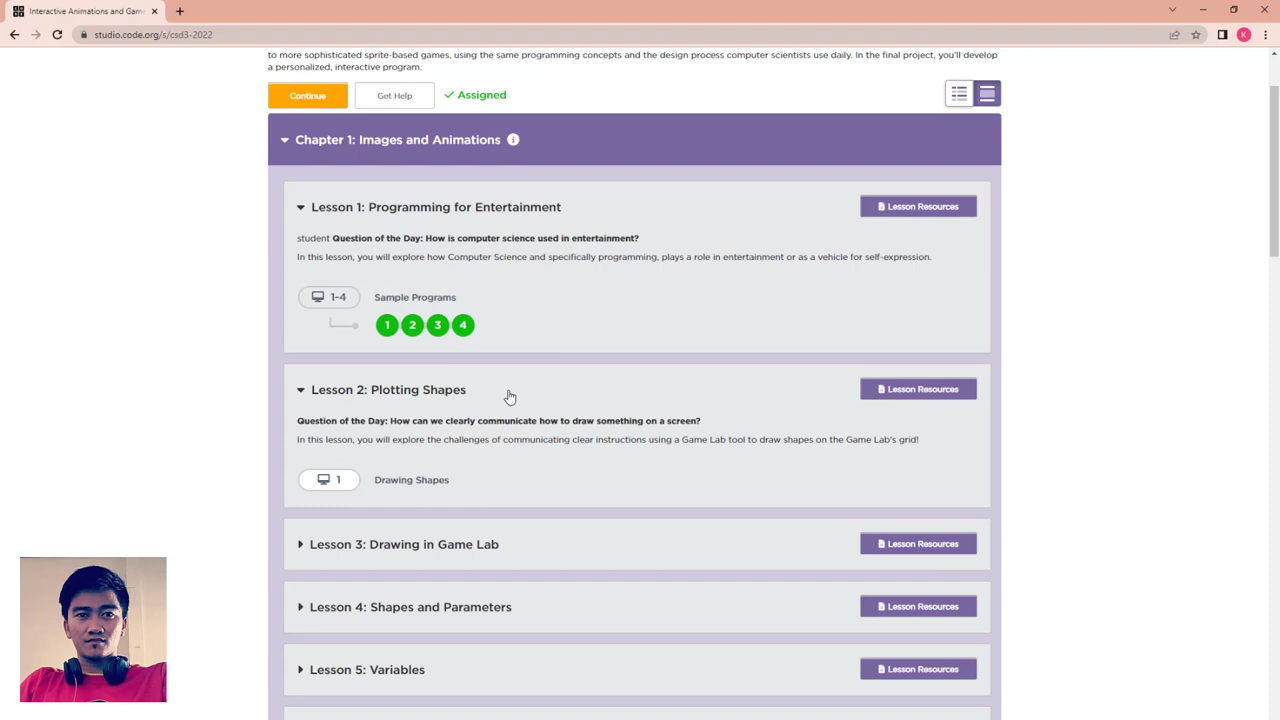 Interactive Animations and Game
studio.code.org/s/csd3-2022
K
to more sophisticated sprite-based games, using the same programming concepts and the design process computer scientists use daily. In the final project, you'll develop
a personalized, interactive program.
Continue
Get Help
Assigned
Chapter 1: Images and Animations
Lesson 1: Programming for Entertainment
Lesson Resources
student Question of the Day: How is computer science used in entertainment?
In this lesson, you will explore how Computer Science and specifically programming, plays a role in entertainment or as a vehicle for self-expression.
1-4
Sample Programs
1 2 3 4
Lesson 2: Plotting Shapes
Lesson Resources
Question of the Day: How can we clearly communicate how to draw something on a screen?
In this lesson, you will explore the challenges of communicating clear instructions using a Game Lab tool to draw shapes on the Game Lab's grid!
1
Drawing Shapes
Lesson 3: Drawing in Game Lab
Lesson Resources
Lesson 4: Shapes and Parameters
Lesson Resources
Lesson 5: Variables
Lesson Resources